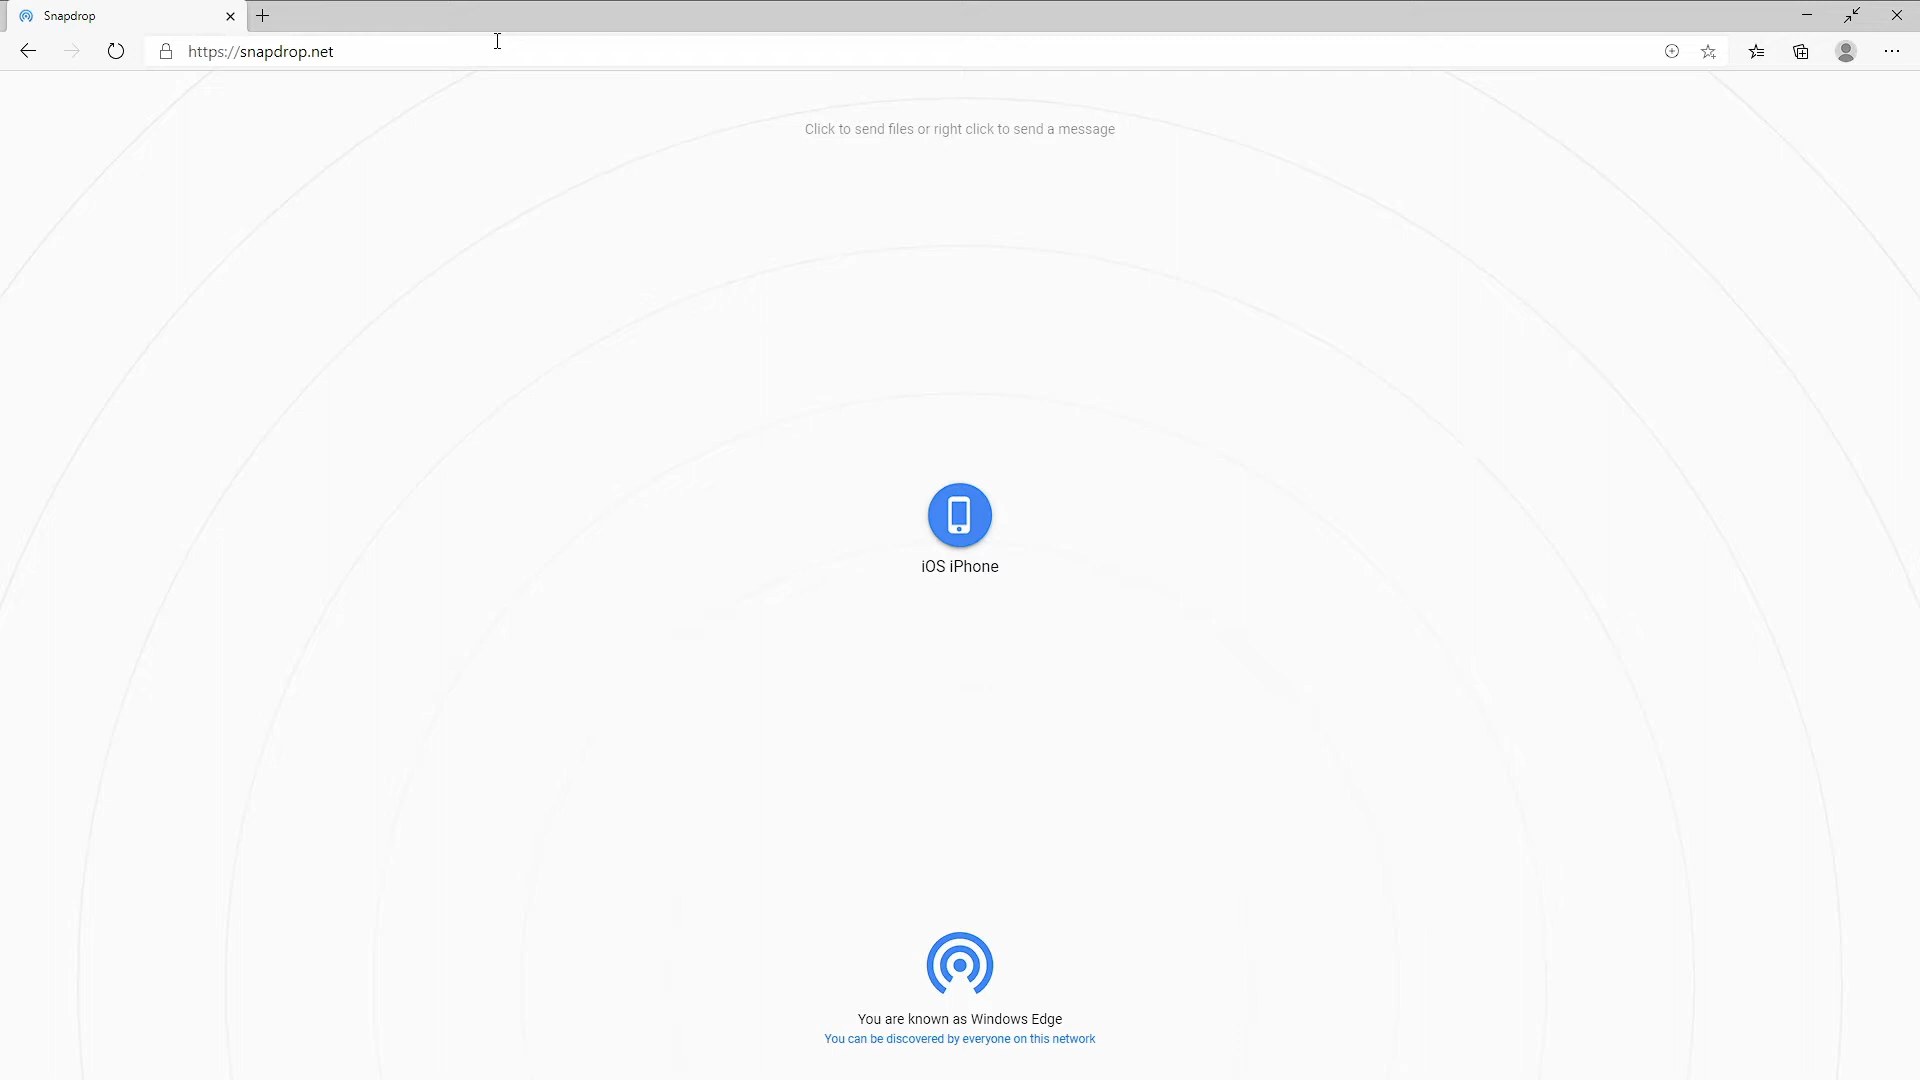 Snapdrop
https://snapdrop.net
Click to send files or right click to send a message
iOS iPhone
You are known as Windows Edge
You can be discovered by everyone on this network